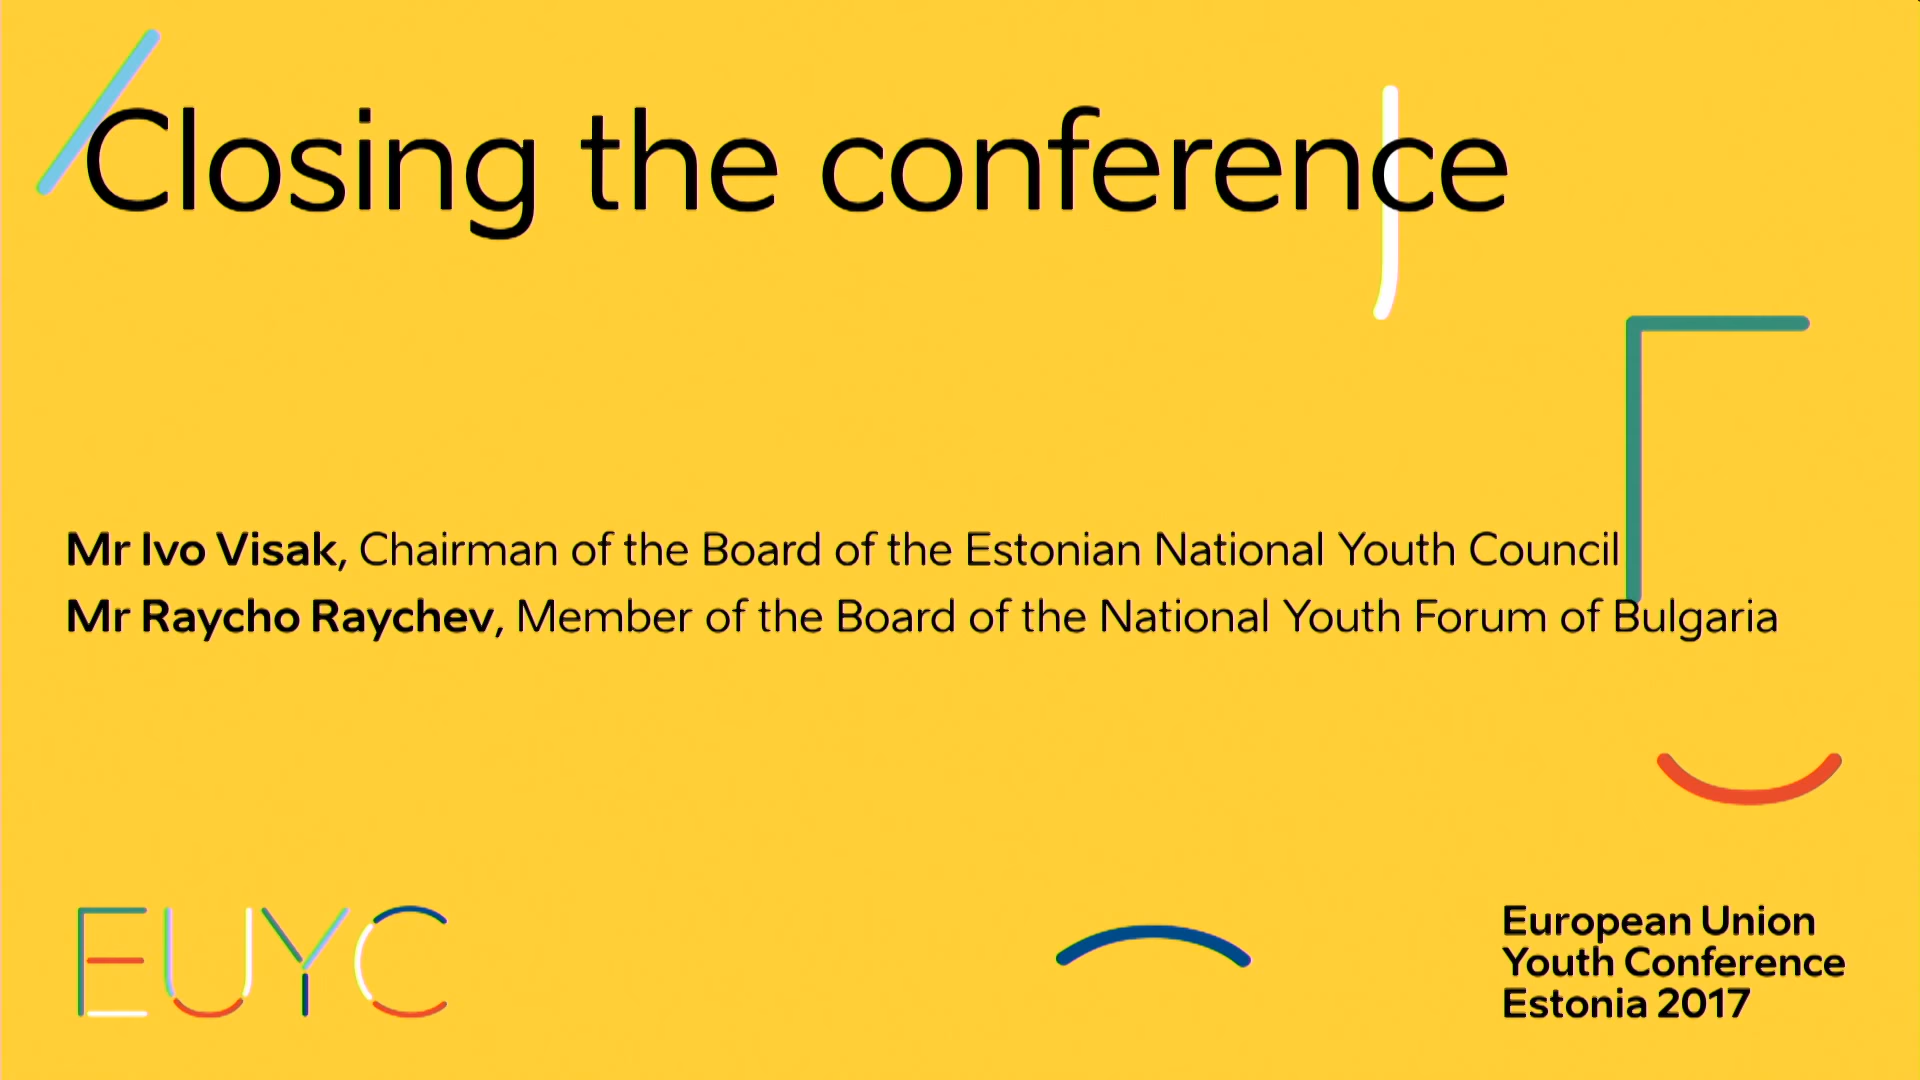 Closing the conference
Mr Ivo Visak, Chairman of the Board of the Estonian National Youth Council
Mr Raycho Raychev, Member of the Board of the National Youth Forum of Bulgaria
EUYC
European Union
Youth Conference
Estonia 2017